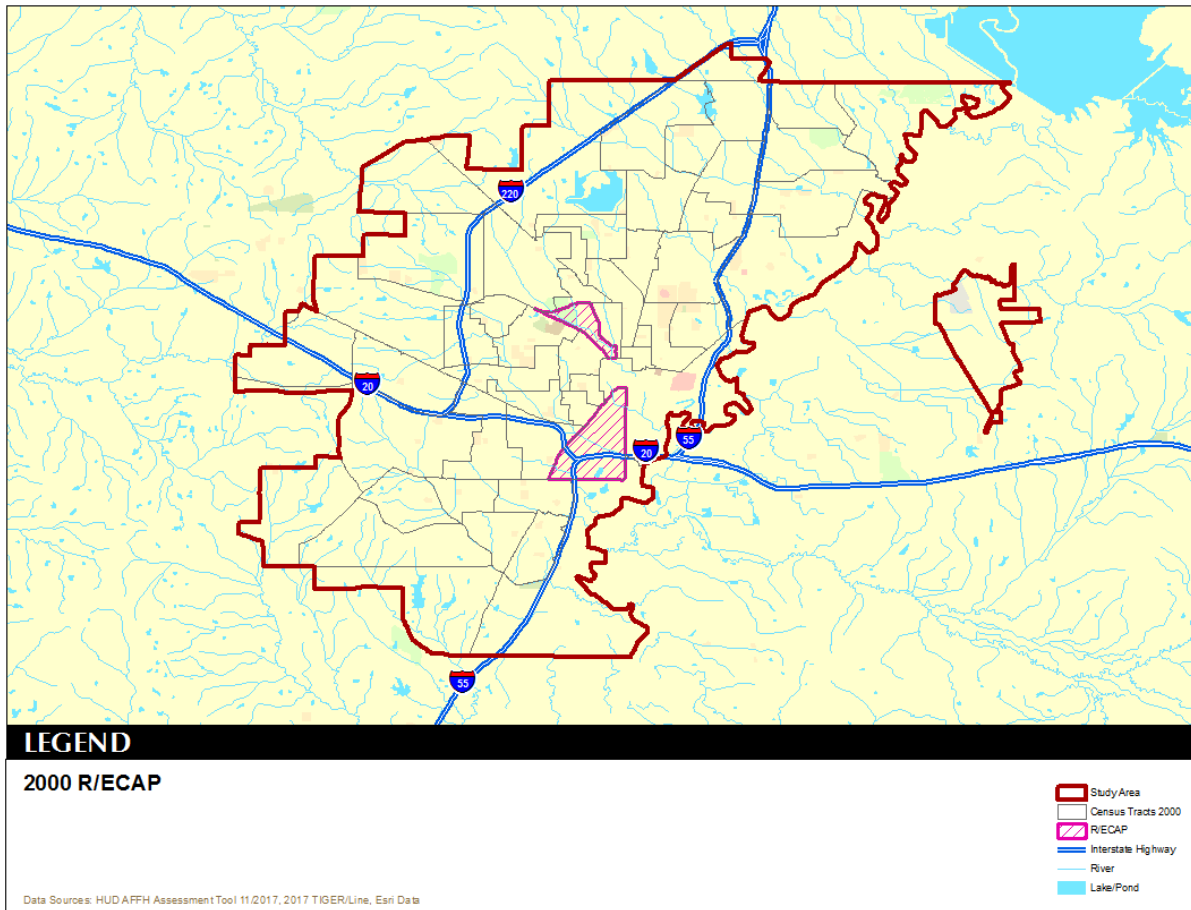 220
20
20
55
55
LEGEND
2000 R/ECAP
Study Area
Census Tracts 2000
R/ECAP
Interstate Highway
River
Lake/Pond
Data Sources: HUD AFFH Assessment Tool 11/2017, 2017 TIGER/Line, Esri Data